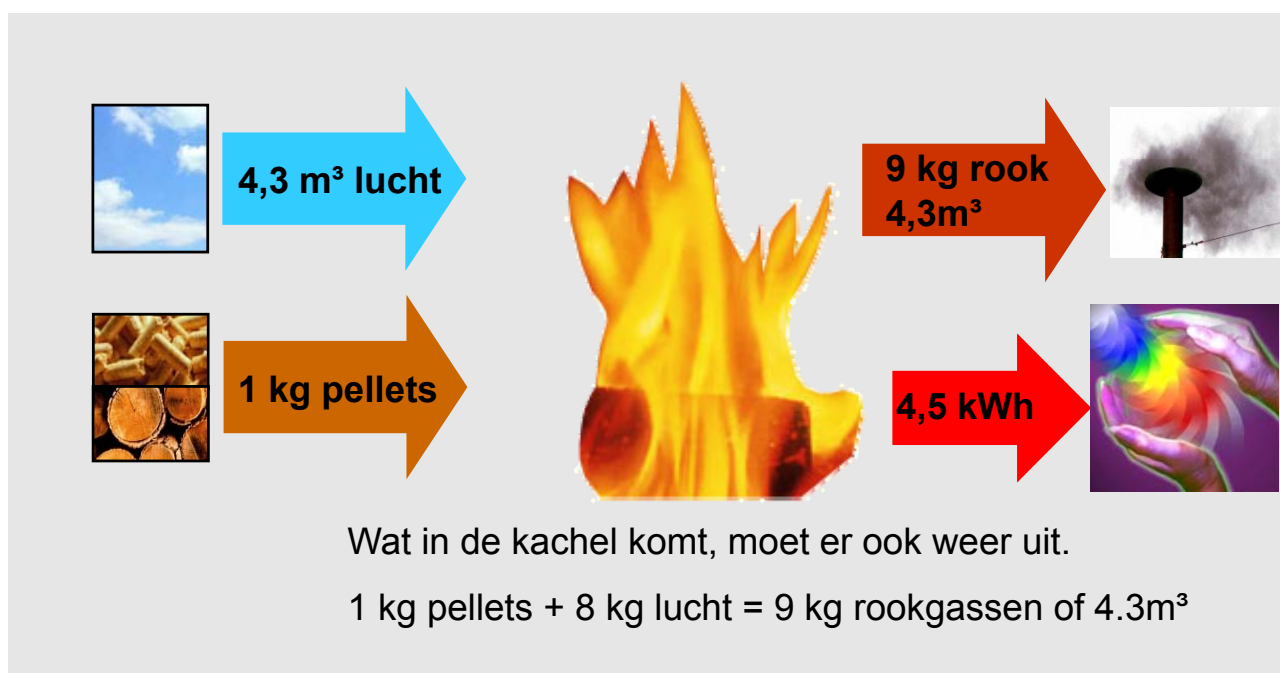 4,3 m³ lucht
9 kg rook
4,3m³
1 kg pellets
4,5 kWh
Wat in de kachel komt, moet er ook weer uit.
1 kg pellets + 8 kg lucht = 9 kg rookgassen of 4.3m³